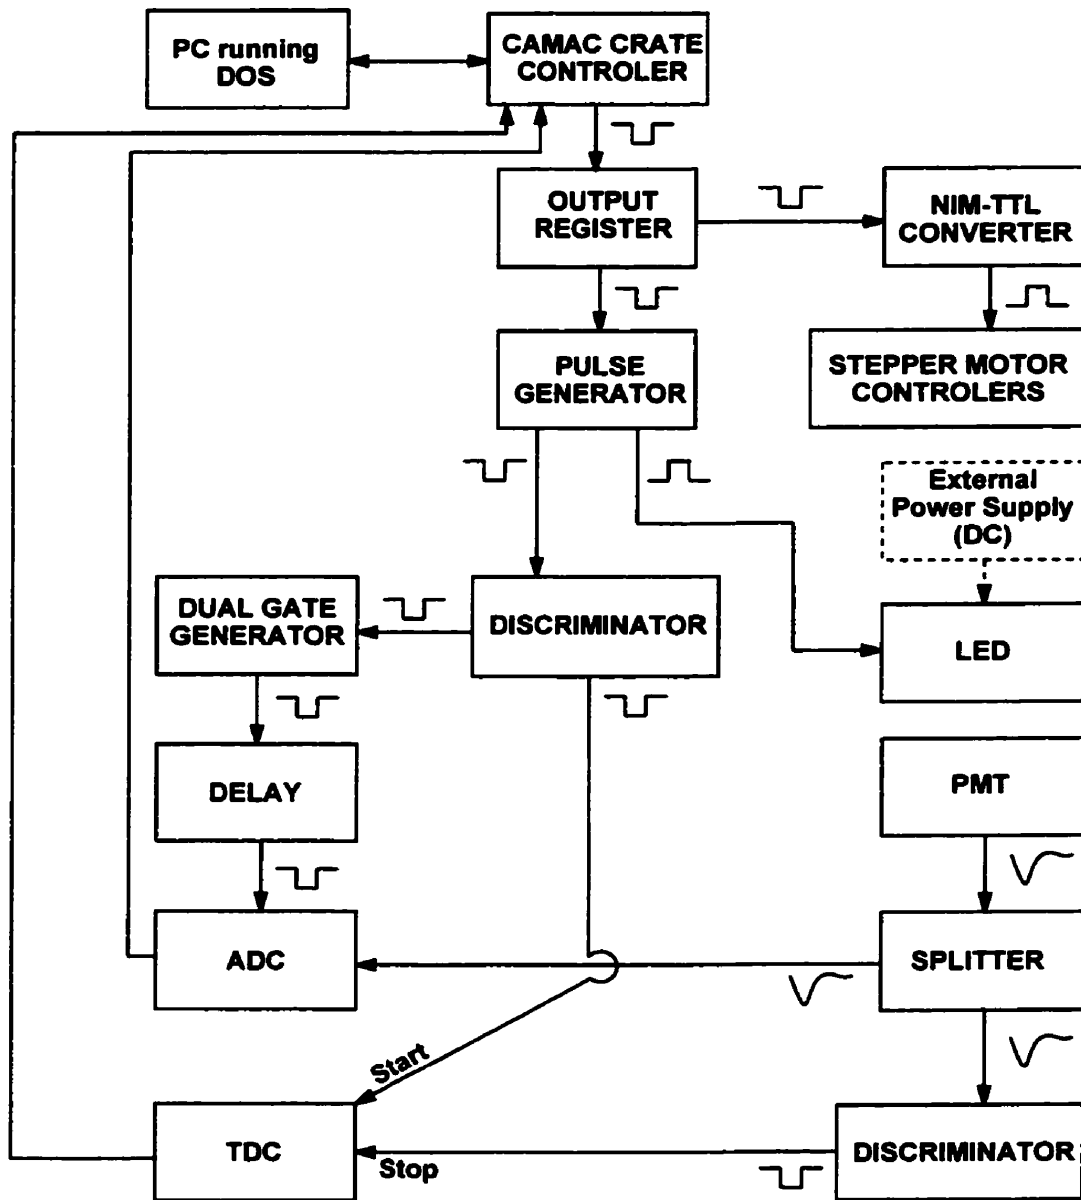 PC running
DOS
CAMAC CRATE
CONTROLER
OUTPUT
REGISTER
NIM-TTL
CONVERTER
PULSE
GENERATOR
STEPPER MOTOR
CONTROLERS
External
Power Supply
(DC)
DUAL GATE
GENERATOR
DISCRIMINATOR
LED
DELAY
PMT
ADC
SPLITTER
Start
TDC
Stop
DISCRIMINATOR